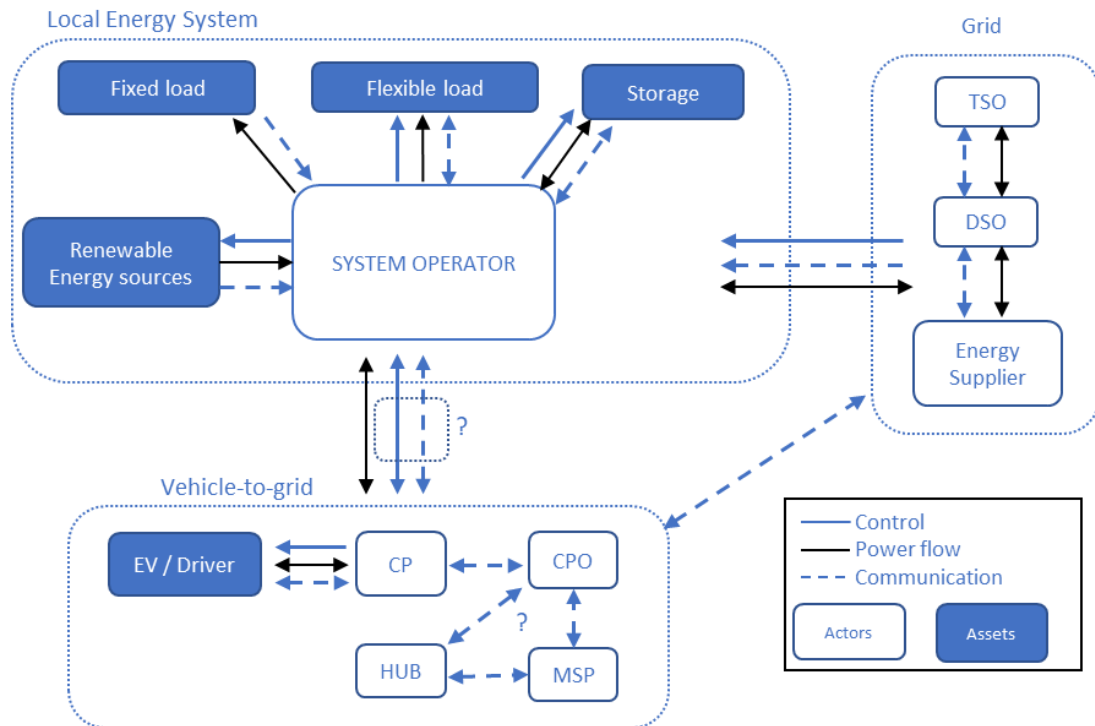 Local Energy System
Grid
Fixed load
Flexible load
Storage
TSO
Renewable
Energy sources
SYSTEM OPERATOR
DSO
Energy
Supplier
?
Vehicle-to-grid
EV / Driver
CP
CPO
?
HUB
MSP
Control
Power flow
Communication
Actors
Assets